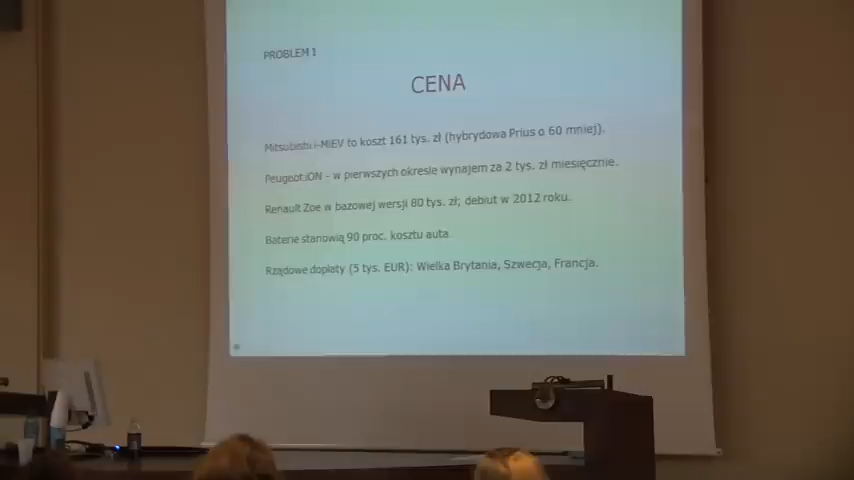 PROBLEM 1
CENA
Mitsubishi i-MiEV to koszt 161 tys. zł (hybrydowa Prius o 60 mniej).
Peugeot iON - w pierwszych okresie wynajem za 2 tys. zł miesięcznie.
Renault Zoe w bazowej wersji 80 tys. zł; debiut w 2012 roku.
Baterie stanowią 90 proc. kosztu auta
Rządowe dopłaty (5 tys. EUR): Wielka Brytania, Szwecja, Francja.